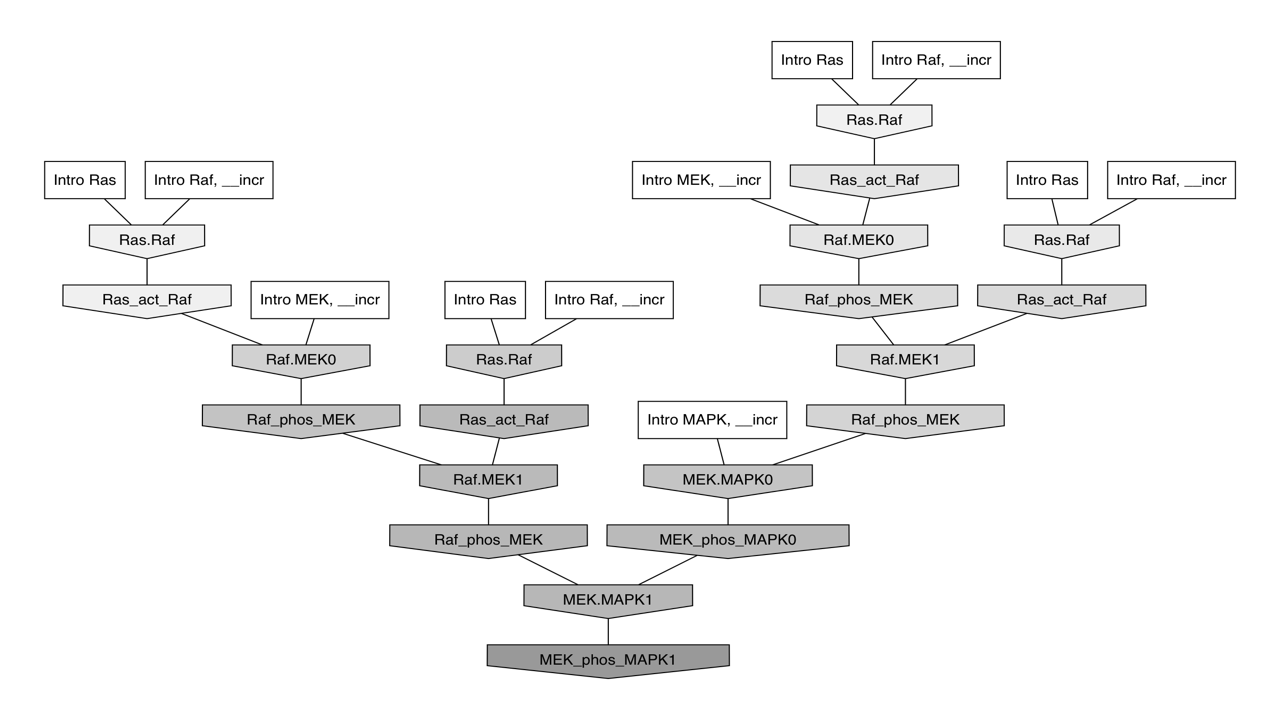 Intro Ras
Intro Raf, __incr
Ras.Raf
Intro Ras
Intro Raf, __incr
Intro MEK, __incr
Ras_act_Raf
Intro Ras
Intro Raf, __incr
Ras.Raf
Raf.MEK0
Ras.Raf
Ras_act_Raf
Intro MEK, __incr
Intro Ras
Intro Raf, __incr
Raf_phos_MEK
Ras_act_Raf
Raf.MEK0
Ras.Raf
Raf.MEK1
Raf_phos_MEK
Ras_act_Raf
Intro MAPK, __incr
Raf_phos_MEK
Raf.MEK1
MEK.MAPK0
Raf_phos_MEK
MEK_phos_MAPK0
MEK.MAPK1
MEK_phos_MAPK1